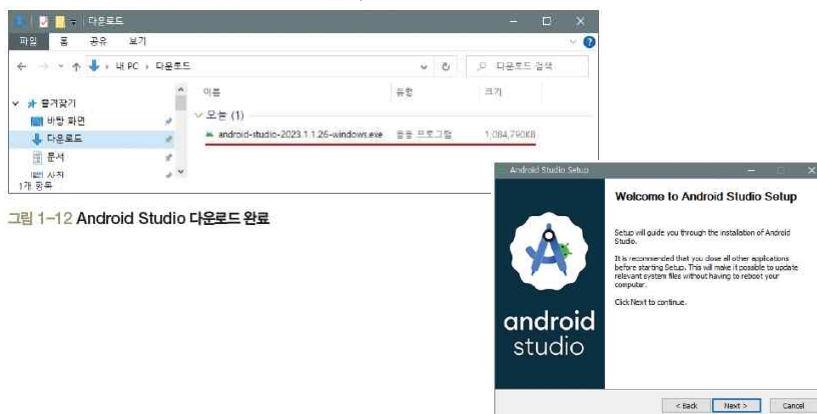 다운로드
파일 홈 공유 보기
내 PC › 다운로드
다운로드 검색
이름 유형 크기
즐겨찾기
오늘 (1)
바탕 화면
android-studio-2023.1.1.26-windows.exe 응용 프로그램 1,084,790KB
다운로드
문서
사진
1개 항목
그림 1-12 Android Studio 다운로드 완료
Android Studio Setup
Welcome to Android Studio Setup
Setup will guide you through the installation of Android
Studio.
It is recommended that you close all other applications
before starting Setup. This will make it possible to update
relevant system files without having to reboot your
computer.
Click Next to continue.
android
studio
< Back Next > Cancel